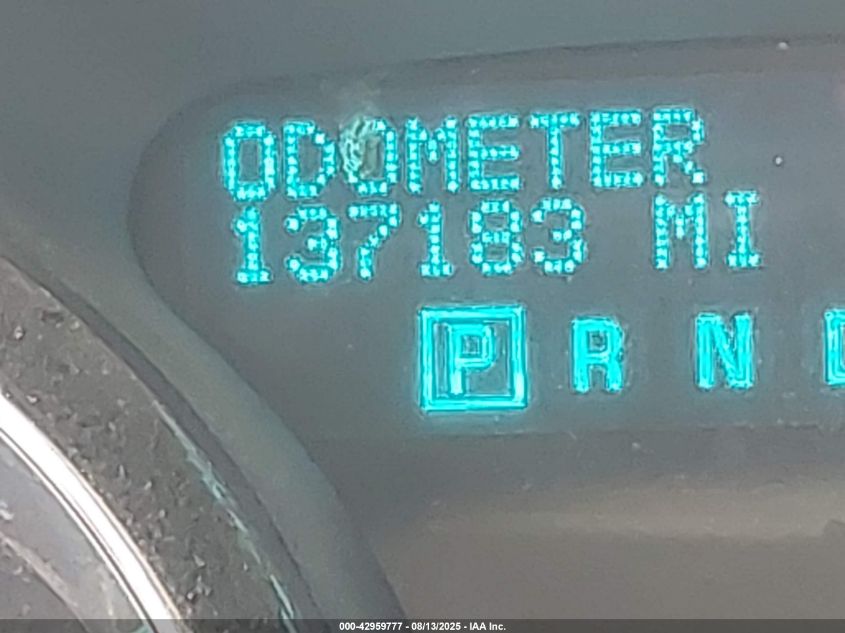 ODOMETER
137183 MI
P R N
000-42959777 - 08/13/2025 - IAA Inc.